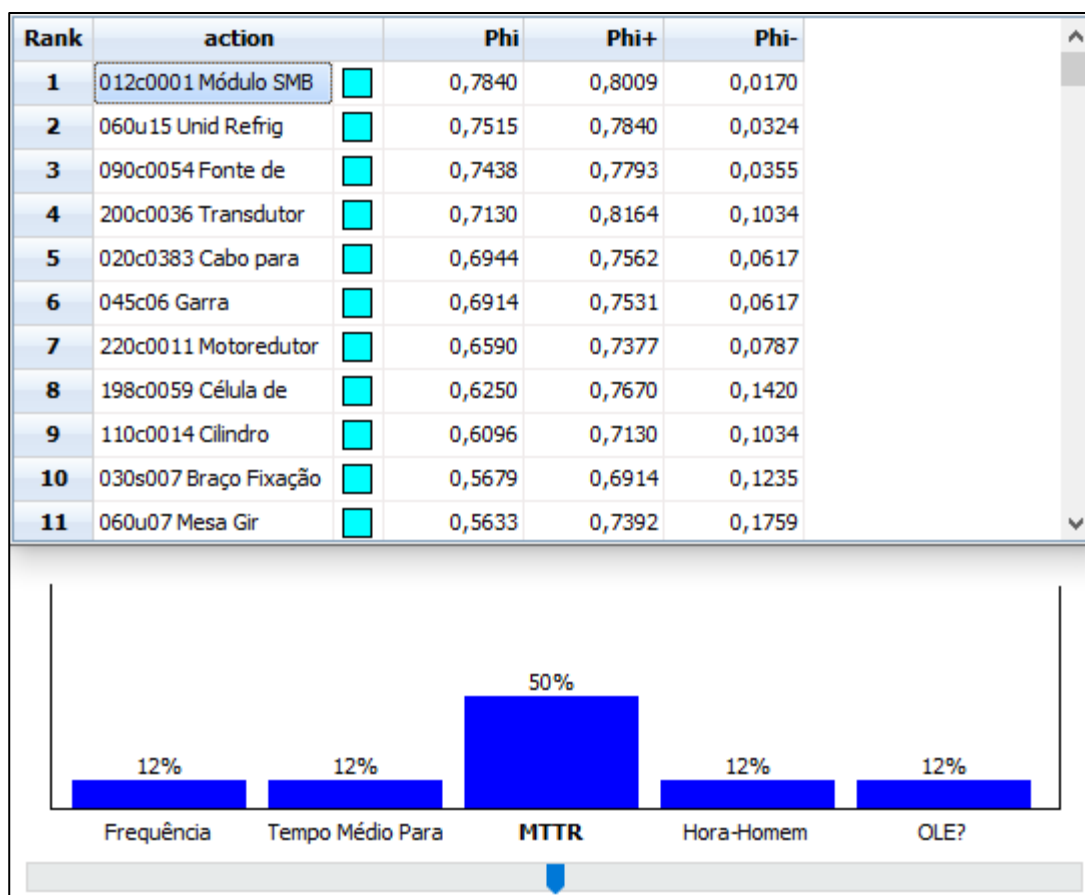 Rank action Phi Phi+ Phi-
1 012c0001 Módulo SMB 0,7840 0,8009 0,0170
2 060u15 Unid Refrig 0,7515 0,7840 0,0324
3 090c0054 Fonte de 0,7438 0,7793 0,0355
4 200c0036 Transdutor 0,7130 0,8164 0,1034
5 020c0383 Cabo para 0,6944 0,7562 0,0617
6 045c06 Garra 0,6914 0,7531 0,0617
7 220c0011 Motoredutor 0,6590 0,7377 0,0787
8 198c0059 Célula de 0,6250 0,7670 0,1420
9 110c0014 Cilindro 0,6096 0,7130 0,1034
10 030s007 Braço Fixação 0,5679 0,6914 0,1235
11 060u07 Mesa Gir 0,5633 0,7392 0,1759
50%
12% 12% 12% 12%
Frequência Tempo Médio Para MTTR Hora-Homem OLE?